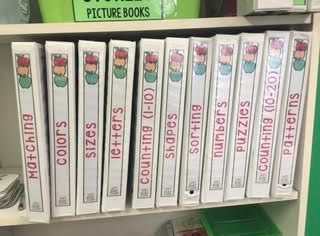 PICTURE BOOKS
Matching
Colors
Sizes
Letters
Counting (1-10)
Shapes
Sorting
Numbers
Puzzles
Counting (10-20)
Patterns